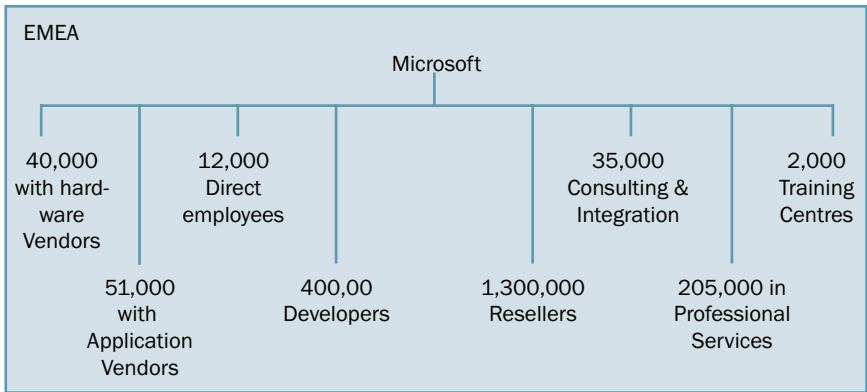 EMEA
Microsoft
40,000
with hard-
ware
Vendors
12,000
Direct
employees
35,000
Consulting &
Integration
2,000
Training
Centres
51,000
with
Application
Vendors
400,00
Developers
1,300,000
Resellers
205,000 in
Professional
Services